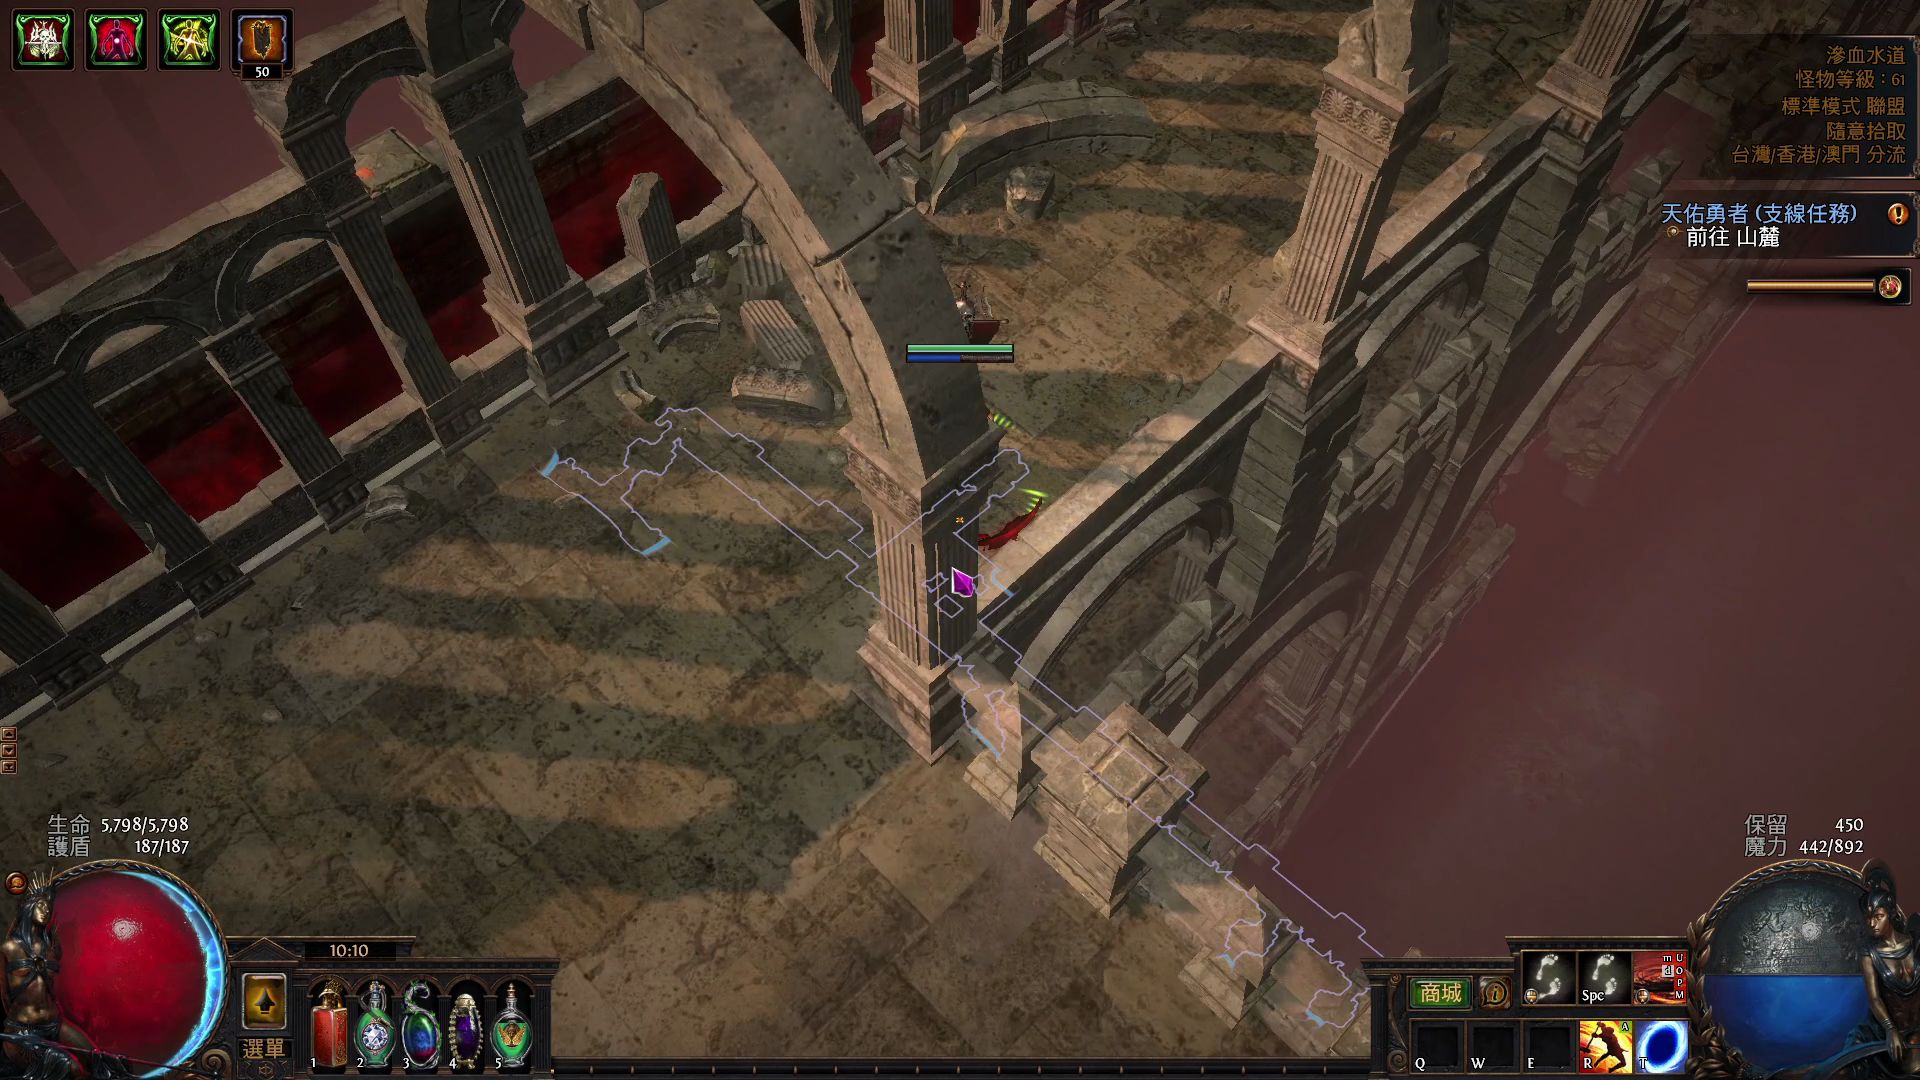 50
滲血水道
怪物等級：61
標準模式 聯盟
隨意拾取
台灣/香港/澳門 分流
天佑勇者 (支線任務)
前往 山麓
生命 5,798/5,798
護盾 187/187
保留 450
魔力 442/892
10:10
選單
1 2 3 4 5
商城
Spc
Q W E R T
A